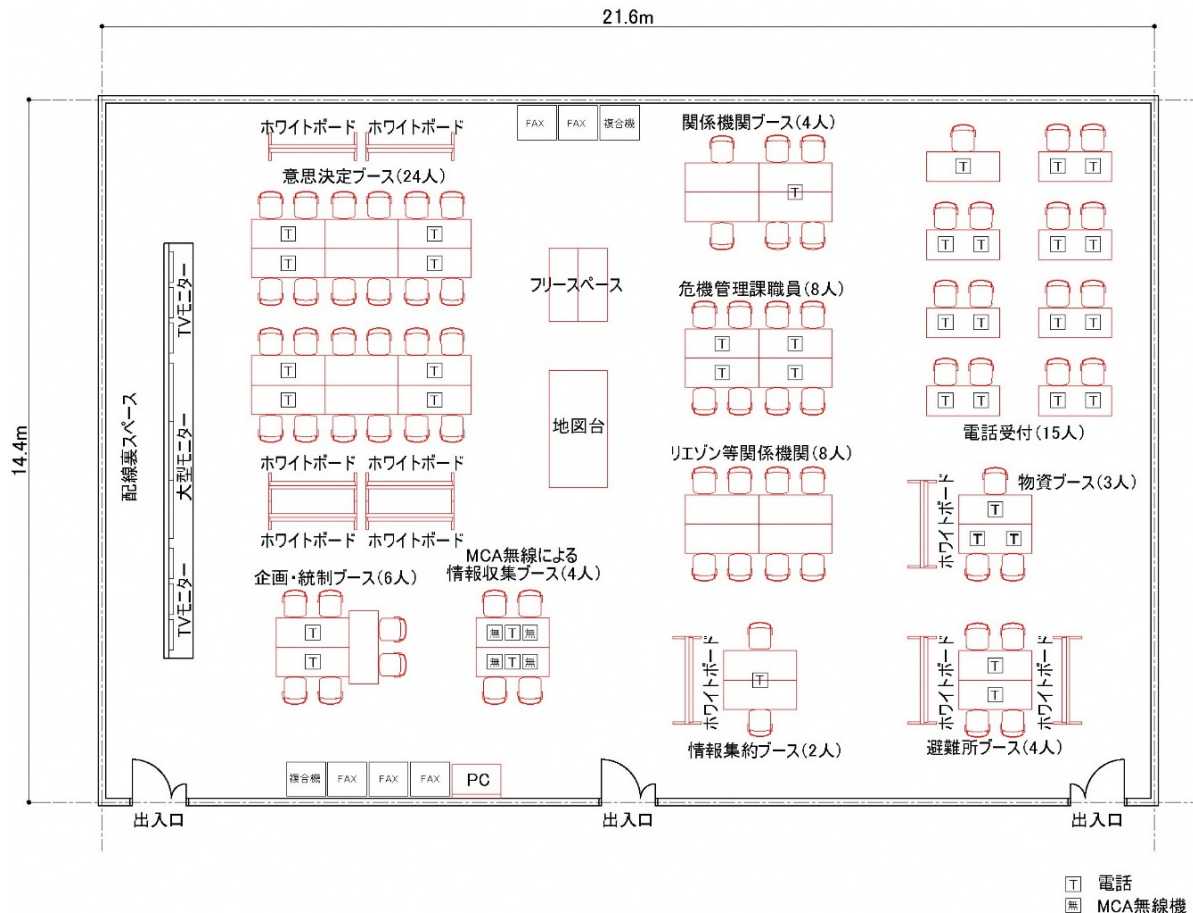 21.6m
14.4m
ホワイトボード ホワイトボード
意思決定ブース(24人)
T T
T T
T T
T T
ホワイトボード ホワイトボード
ホワイトボード ホワイトボード
配線裏スペース
TVモニター
大型モニター
TVモニター
FAX FAX 複合機
フリースペース
地図台
企画・統制ブース(6人)
T
T
MCA無線による
情報収集ブース(4人)
無 T 無
無 T 無
関係機関ブース(4人)
T
危機管理課職員(8人)
T T
T T
リエゾン等関係機関(8人)
ホワイトボード
T
情報集約ブース(2人)
T T T
T T T T
T T T T
T T T T
電話受付(15人)
ホワイトボード
物資ブース(3人)
T
T T
ホワイトボード
T
T
ホワイトボード
避難所ブース(4人)
複合機 FAX FAX FAX PC
出入口
出入口
出入口
T 電話
無 MCA無線機